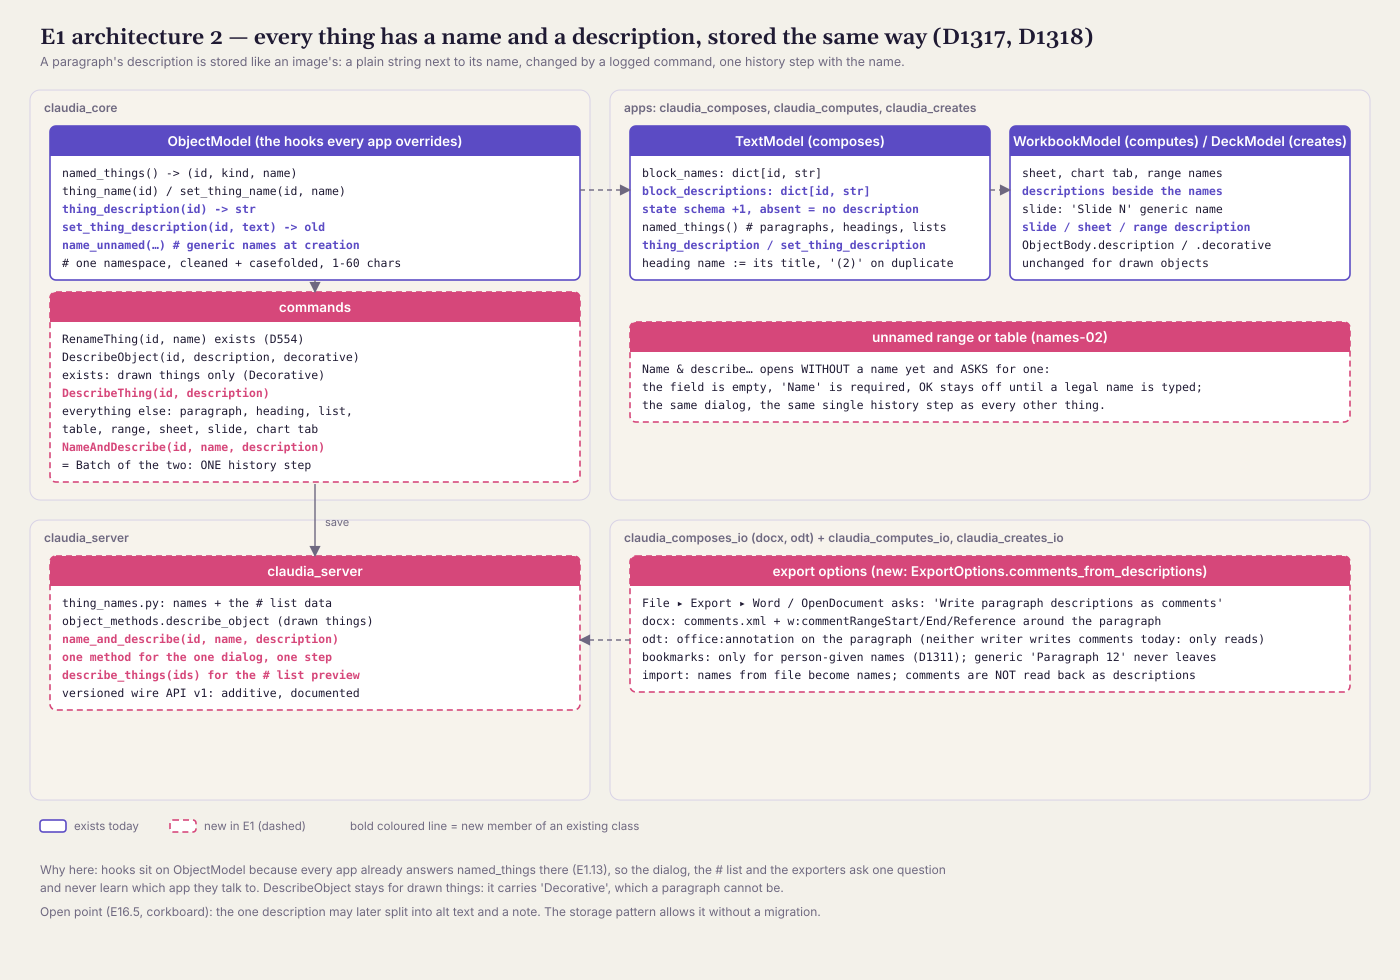 E1 architecture 2 — every thing has a name and a description, stored the same way (D1317, D1318)
A paragraph's description is stored like an image's: a plain string next to its name, changed by a logged command, one history step with the name.
claudia_core
ObjectModel (the hooks every app overrides)
named_things() -> (id, kind, name)
thing_name(id) / set_thing_name(id, name)
thing_description(id) -> str
set_thing_description(id, text) -> old
name_unnamed(…) # generic names at creation
# one namespace, cleaned + casefolded, 1-60 chars
commands
RenameThing(id, name) exists (D554)
DescribeObject(id, description, decorative)
exists: drawn things only (Decorative)
DescribeThing(id, description)
everything else: paragraph, heading, list,
table, range, sheet, slide, chart tab
NameAndDescribe(id, name, description)
= Batch of the two: ONE history step
apps: claudia_composes, claudia_computes, claudia_creates
TextModel (composes)
block_names: dict[id, str]
block_descriptions: dict[id, str]
state schema +1, absent = no description
named_things() # paragraphs, headings, lists
thing_description / set_thing_description
heading name := its title, '(2)' on duplicate
WorkbookModel (computes) / DeckModel (creates)
sheet, chart tab, range names
descriptions beside the names
slide: 'Slide N' generic name
slide / sheet / range description
ObjectBody.description / .decorative
unchanged for drawn objects
unnamed range or table (names-02)
Name & describe… opens WITHOUT a name yet and ASKS for one:
the field is empty, 'Name' is required, OK stays off until a legal name is typed;
the same dialog, the same single history step as every other thing.
save
claudia_server
claudia_server
thing_names.py: names + the # list data
object_methods.describe_object (drawn things)
name_and_describe(id, name, description)
one method for the one dialog, one step
describe_things(ids) for the # list preview
versioned wire API v1: additive, documented
claudia_composes_io (docx, odt) + claudia_computes_io, claudia_creates_io
export options (new: ExportOptions.comments_from_descriptions)
File ▸ Export ▸ Word / OpenDocument asks: 'Write paragraph descriptions as comments'
docx: comments.xml + w:commentRangeStart/End/Reference around the paragraph
odt: office:annotation on the paragraph (neither writer writes comments today: only reads)
bookmarks: only for person-given names (D1311); generic 'Paragraph 12' never leaves
import: names from file become names; comments are NOT read back as descriptions
exists today
new in E1 (dashed)
bold coloured line = new member of an existing class
Why here: hooks sit on ObjectModel because every app already answers named_things there (E1.13), so the dialog, the # list and the exporters ask one question
and never learn which app they talk to. DescribeObject stays for drawn things: it carries 'Decorative', which a paragraph cannot be.
Open point (E16.5, corkboard): the one description may later split into alt text and a note. The storage pattern allows it without a migration.